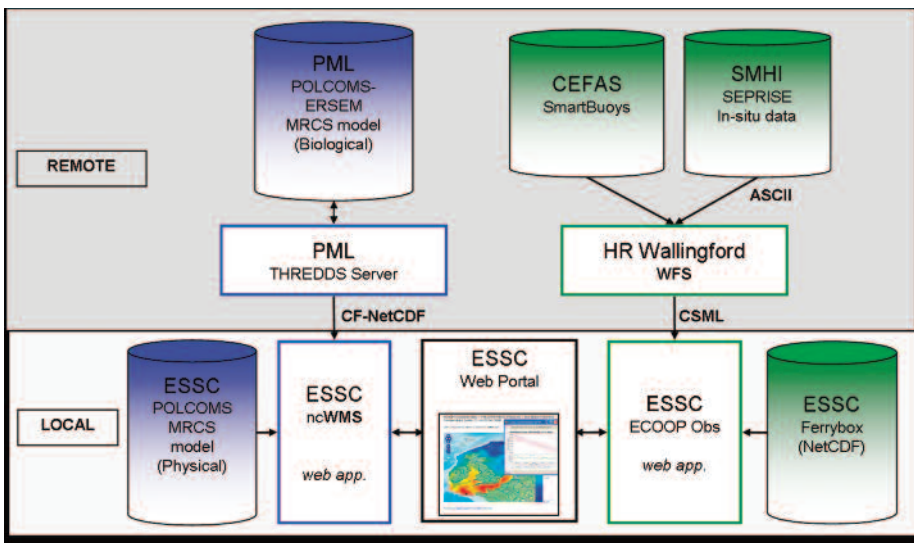 PML
POLCOMS-
ERSEM
MRCS model
(Biological)
CEFAS
SmartBuoys
SMHI
SEPRISE
In-situ data
REMOTE
ASCII
PML
THREDDS Server
HR Wallingford
WFS
CF-NetCDF
CSML
ESSC
POLCOMS
MRCS
model
(Physical)
LOCAL
ESSC
ncWMS
web app.
ESSC
Web Portal
ESSC
ECOOP Obs
web app.
ESSC
Ferrybox
(NetCDF)